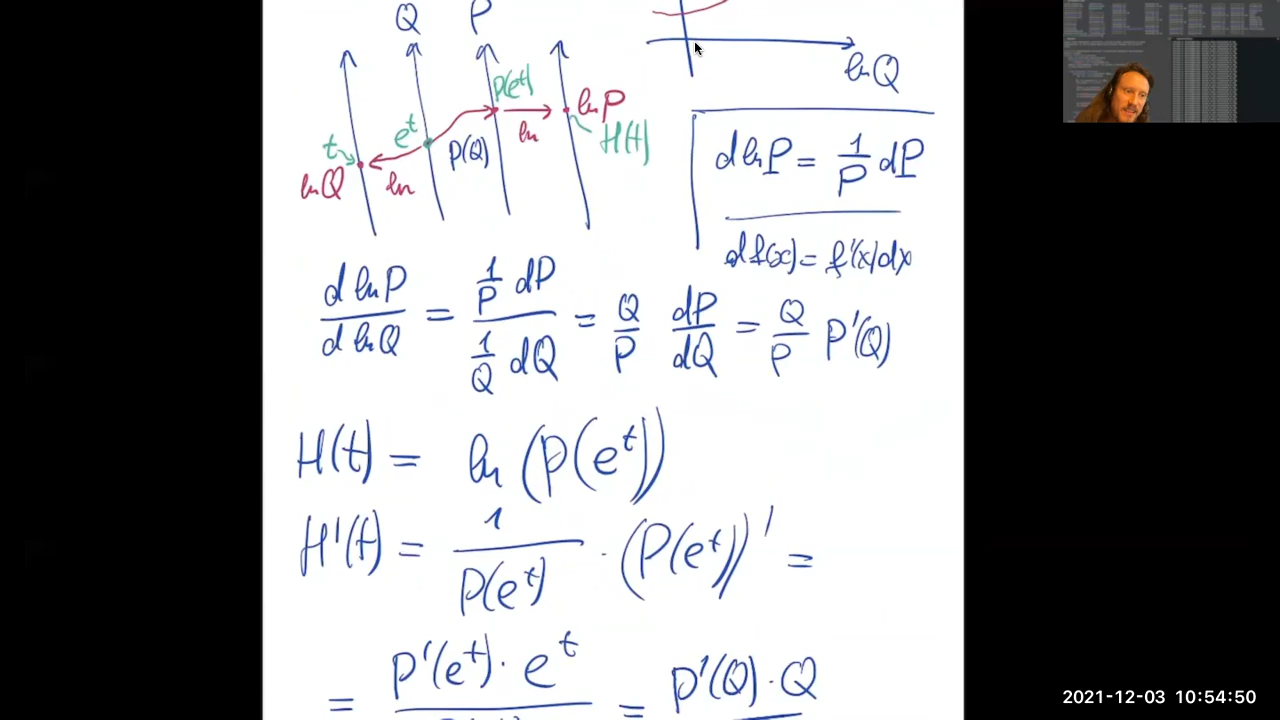 Q P
ln Q
P(e^t)
ln P
e^t
t
P(Q)
ln
H(t)
ln Q
ln
d ln P = 1/P dP
d f(x) = f'(x) dx
d ln P / d ln Q = (1/P dP) / (1/Q dQ) = Q/P dP/dQ = Q/P P'(Q)
H(t) = ln (P(e^t))
H'(t) = 1/P(e^t) · (P(e^t))' =
= P'(e^t) · e^t = P'(Q) · Q
2021-12-03 10:54:50